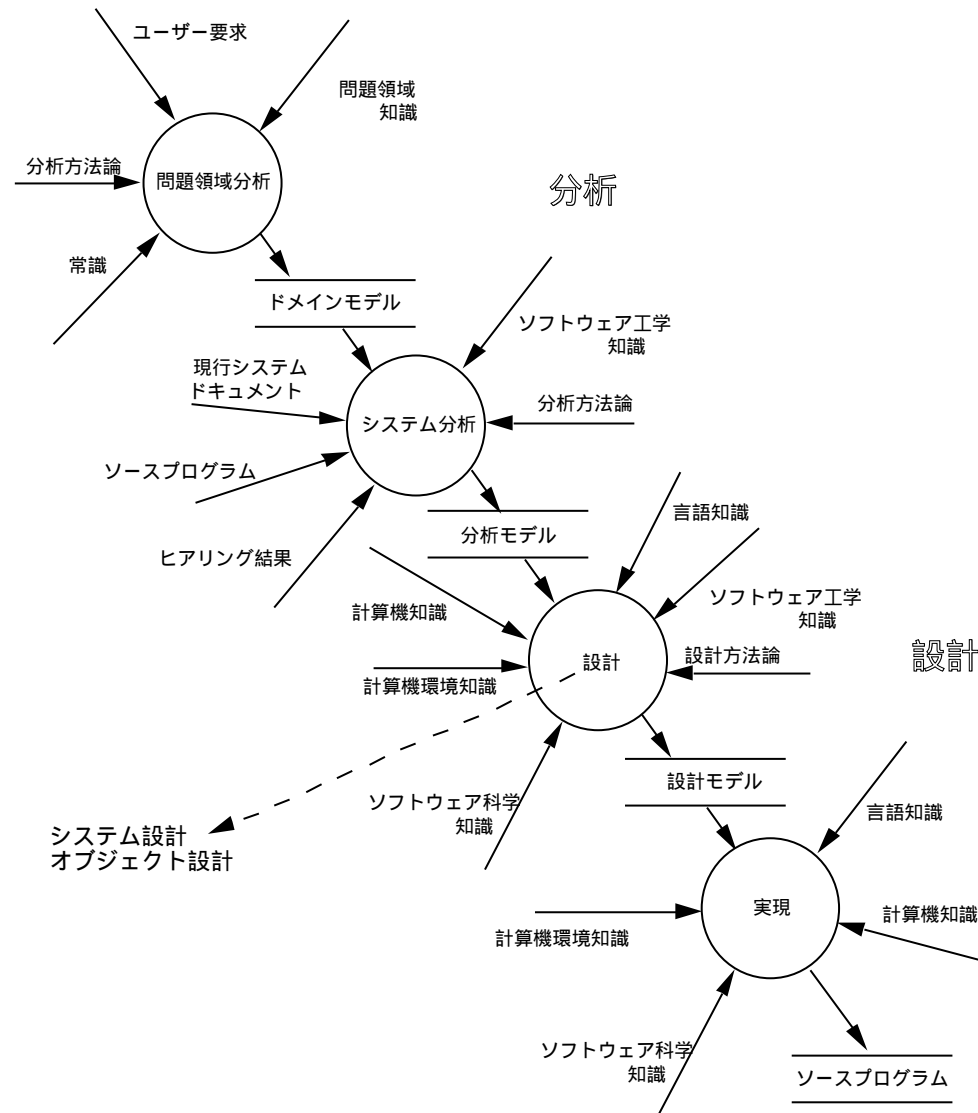 ユーザー要求
問題領域
知識
分析方法論
問題領域分析
分析
常識
ドメインモデル
ソフトウェア工学
知識
現行システム
ドキュメント
分析方法論
システム分析
ソースプログラム
言語知識
分析モデル
ヒアリング結果
ソフトウェア工学
知識
計算機知識
設計
設計方法論
設計
計算機環境知識
設計モデル
ソフトウェア科学
知識
言語知識
システム設計
オブジェクト設計
実現
計算機知識
計算機環境知識
ソフトウェア科学
知識
ソースプログラム